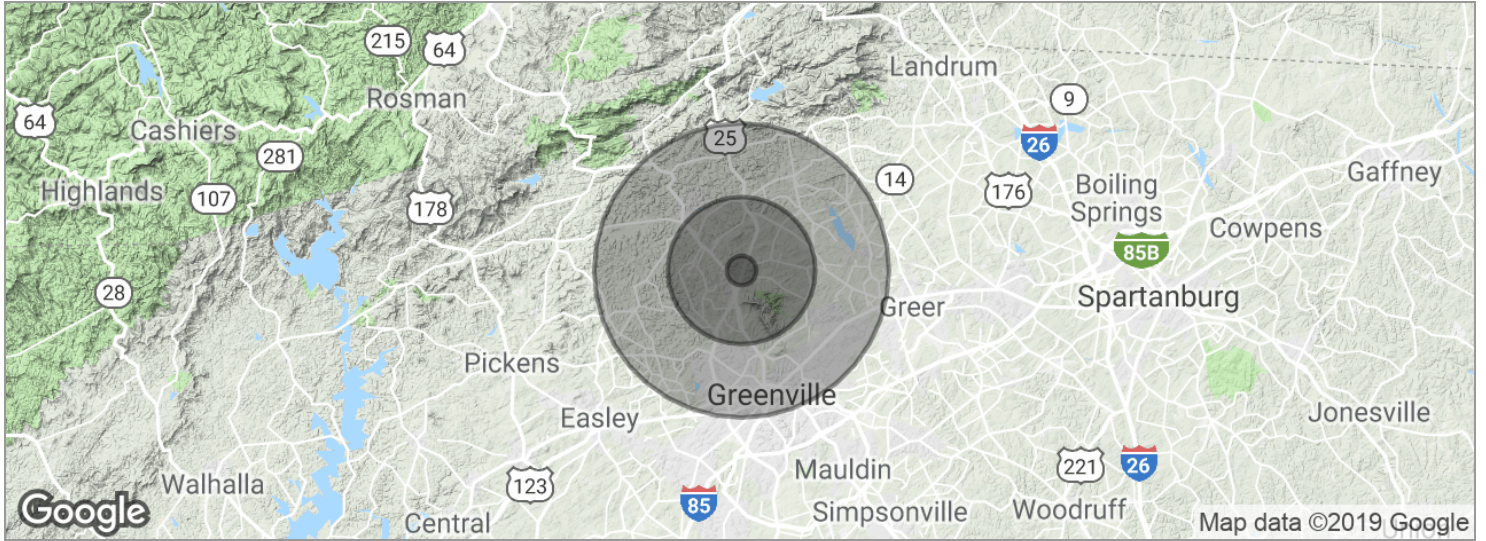 215
64
Landrum
Rosman
9
64
Cashiers
25
26
281
14
Gaffney
Highlands
107
176
Boiling
Springs
178
Cowpens
85B
28
Spartanburg
Greer
Pickens
Greenville
Easley
Jonesville
Mauldin
221
26
Walhalla
123
85
Simpsonville
Woodruff
Google
Central
Map data ©2019 Google
Union